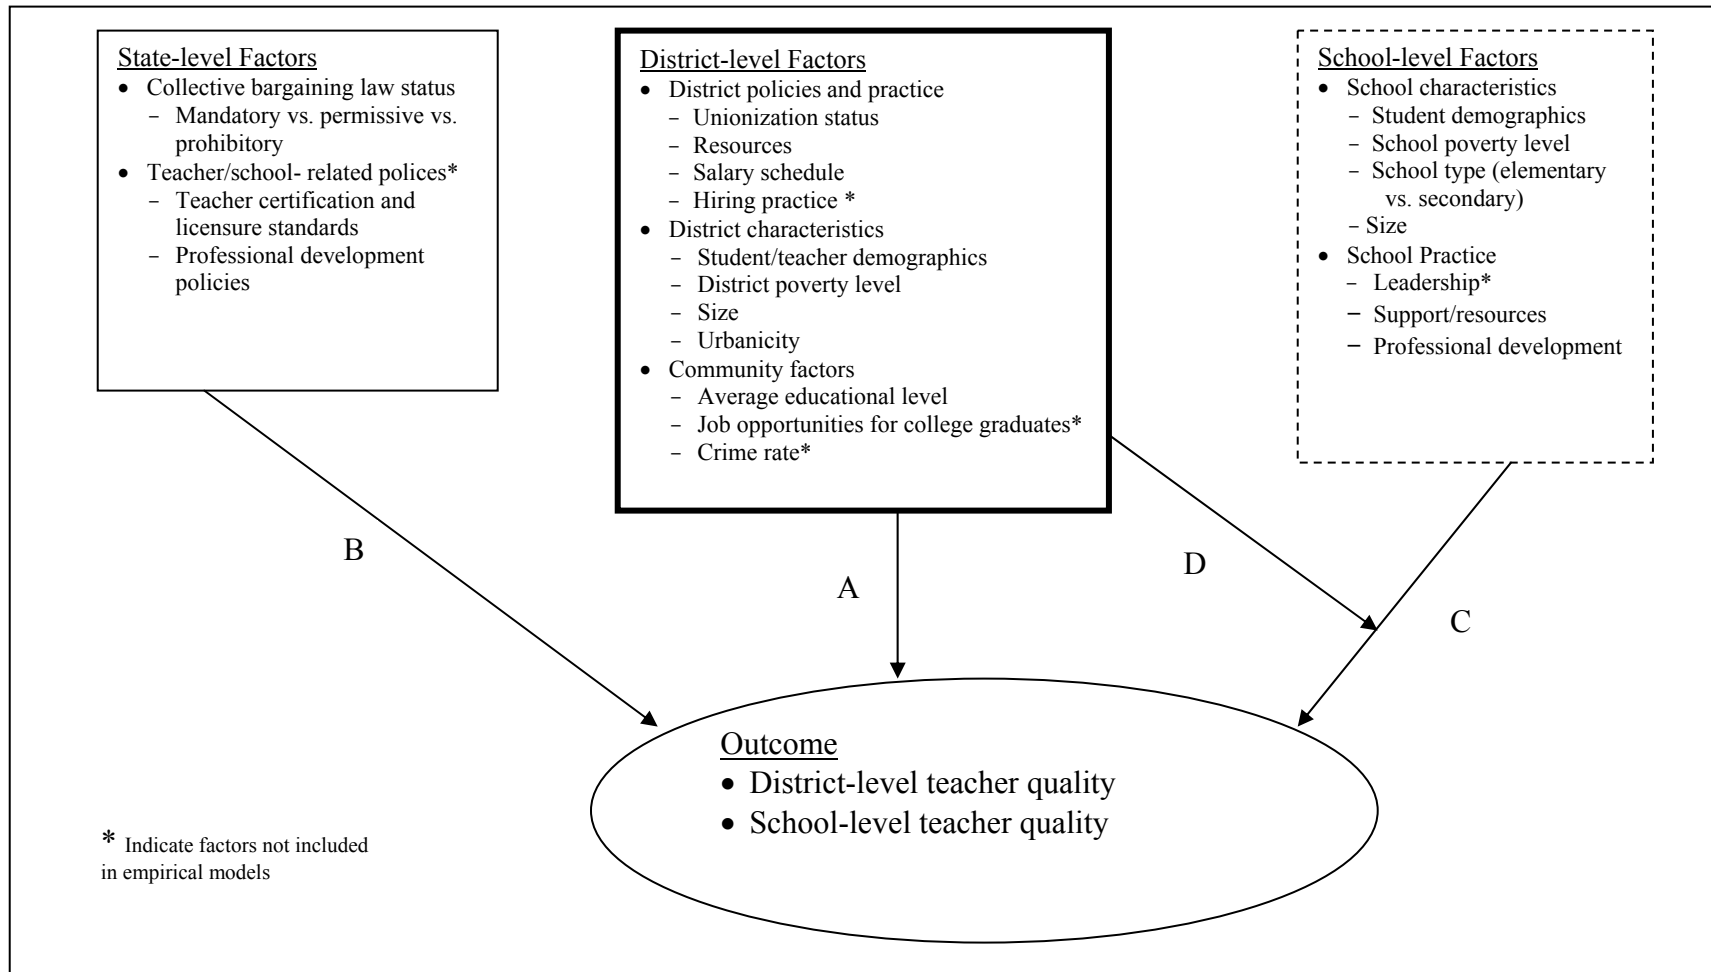 State-level Factors
• Collective bargaining law status
− Mandatory vs. permissive vs.
prohibitory
• Teacher/school- related polices*
− Teacher certification and
licensure standards
− Professional development
policies
District-level Factors
• District policies and practice
− Unionization status
− Resources
− Salary schedule
− Hiring practice *
• District characteristics
− Student/teacher demographics
− District poverty level
− Size
− Urbanicity
• Community factors
− Average educational level
− Job opportunities for college graduates*
− Crime rate*
School-level Factors
• School characteristics
− Student demographics
− School poverty level
− School type (elementary
vs. secondary)
− Size
• School Practice
− Leadership*
− Support/resources
− Professional development
B
A
D
C
Outcome
• District-level teacher quality
• School-level teacher quality
* Indicate factors not included
in empirical models